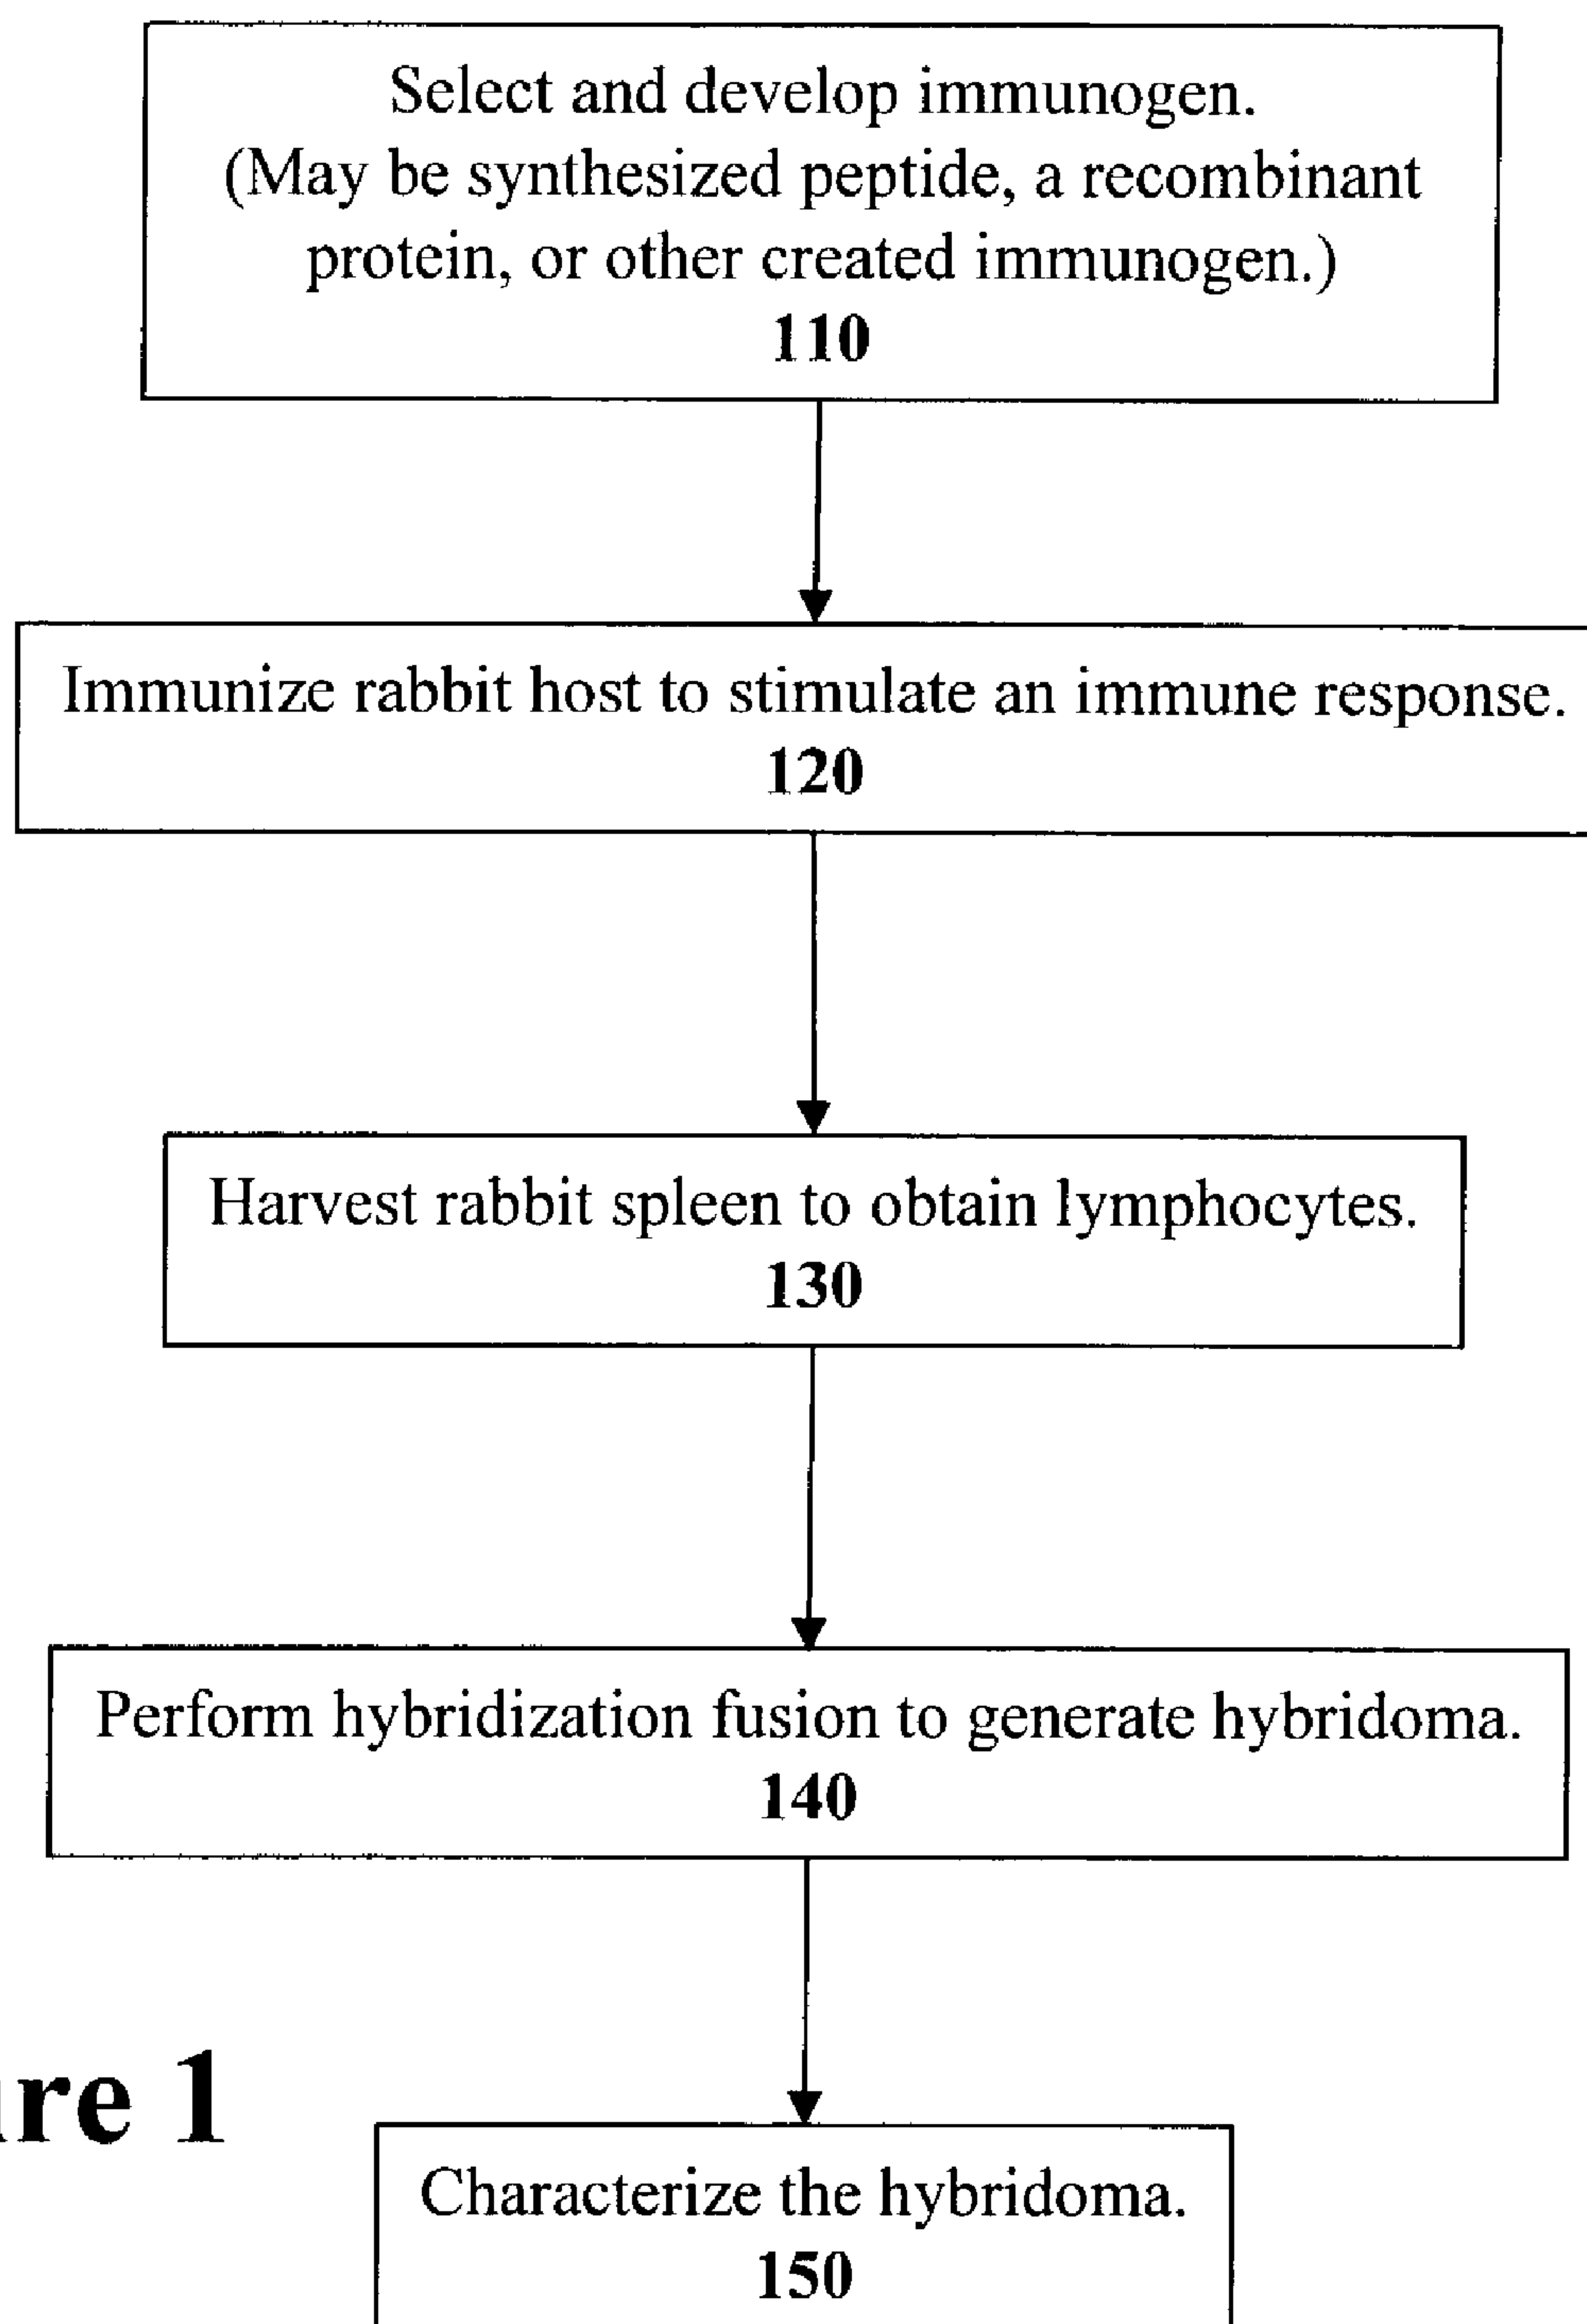 Select and develop immunogen.
(May be synthesized peptide, a recombinant
protein, or other created immunogen.)
110
Immunize rabbit host to stimulate an immune response.
120
Harvest rabbit spleen to obtain lymphocytes.
130
Perform hybridization fusion to generate hybridoma.
140
re 1
Characterize the hybridoma.
150